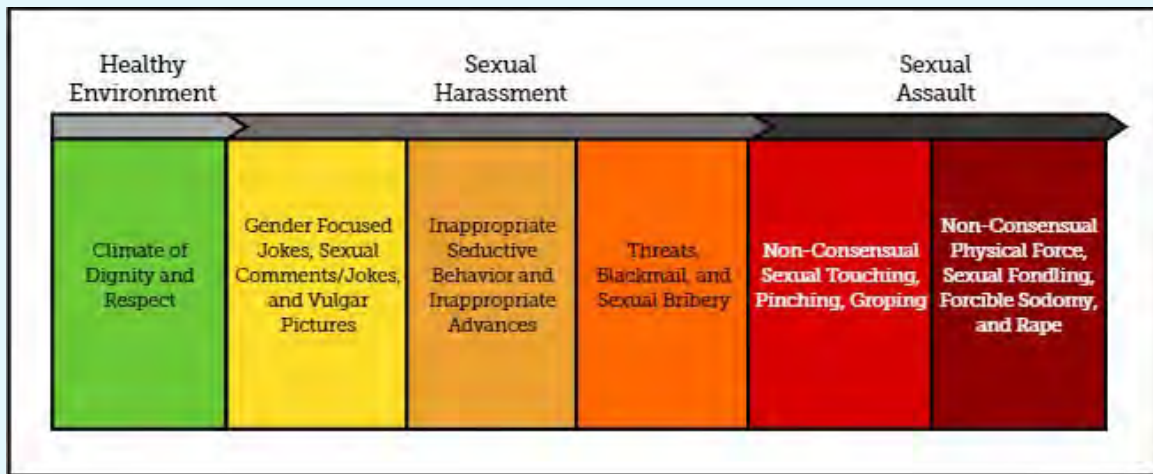 Healthy
Environment
Sexual
Harassment
Sexual
Assault
Climate of
Dignity and
Respect
Gender Focused
Jokes, Sexual
Comments/Jokes,
and Vulgar
Pictures
Inappropriate
Seductive
Behavior and
Inappropriate
Advances
Threats,
Blackmail, and
Sexual Bribery
Non-Consensual
Sexual Touching,
Pinching, Groping
Non-Consensual
Physical Force,
Sexual Fondling,
Forcible Sodomy,
and Rape